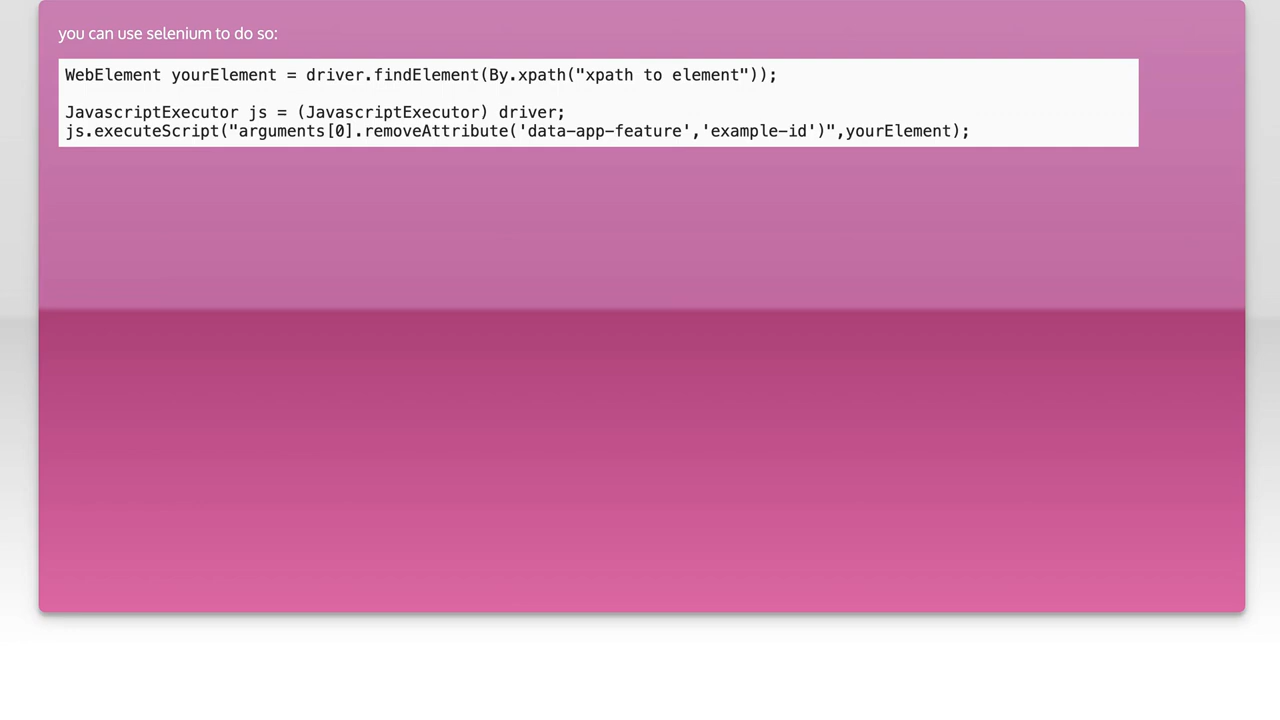 you can use selenium to do so:
WebElement yourElement = driver.findElement(By.xpath("xpath to element"));
JavascriptExecutor js = (JavascriptExecutor) driver;
js.executeScript("arguments[0].removeAttribute('data-app-feature','example-id')",yourElement);